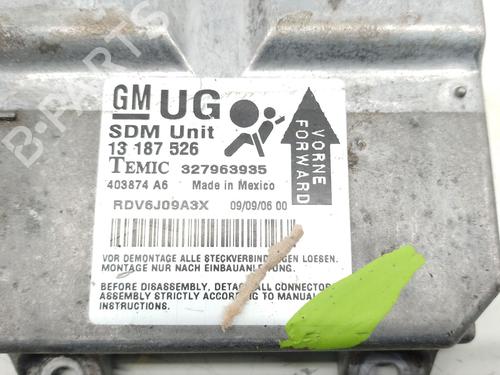 B-PARTS
GM UG
SDM Unit
13 187 526
TEMIC 327963935
403874 A6 Made in Mexico
RDV6J09A3X 09/09/06 00
VORNE
FORWARD
VOR DEMONTAGE ALLE STECKVERBINDUNGEN LOESEN.
MONTAGE NUR NACH EINBAUANLEITUNG.
BEFORE DISASSEMBLY, DETACH ALL CONNECTOR
ASSEMBLY STRICTLY ACCORDING TO MANUAL
INSTRUCTIONS.